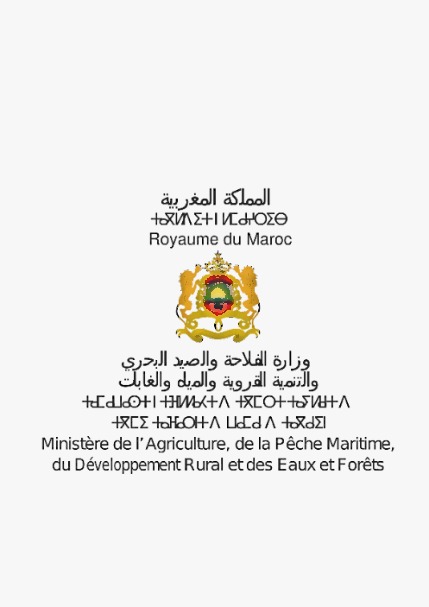 المملكة المغربية
ⵜⴰⴳⵍⴷⵉⵜ ⵏ ⵍⵎⵖⵔⵉⴱ
Royaume du Maroc
وزارة الفلاحة والصيد البحري
والتنمية القروية والمياه والغابات
Ministère de l'Agriculture, de la Pêche Maritime,
du Développement Rural et des Eaux et Forêts